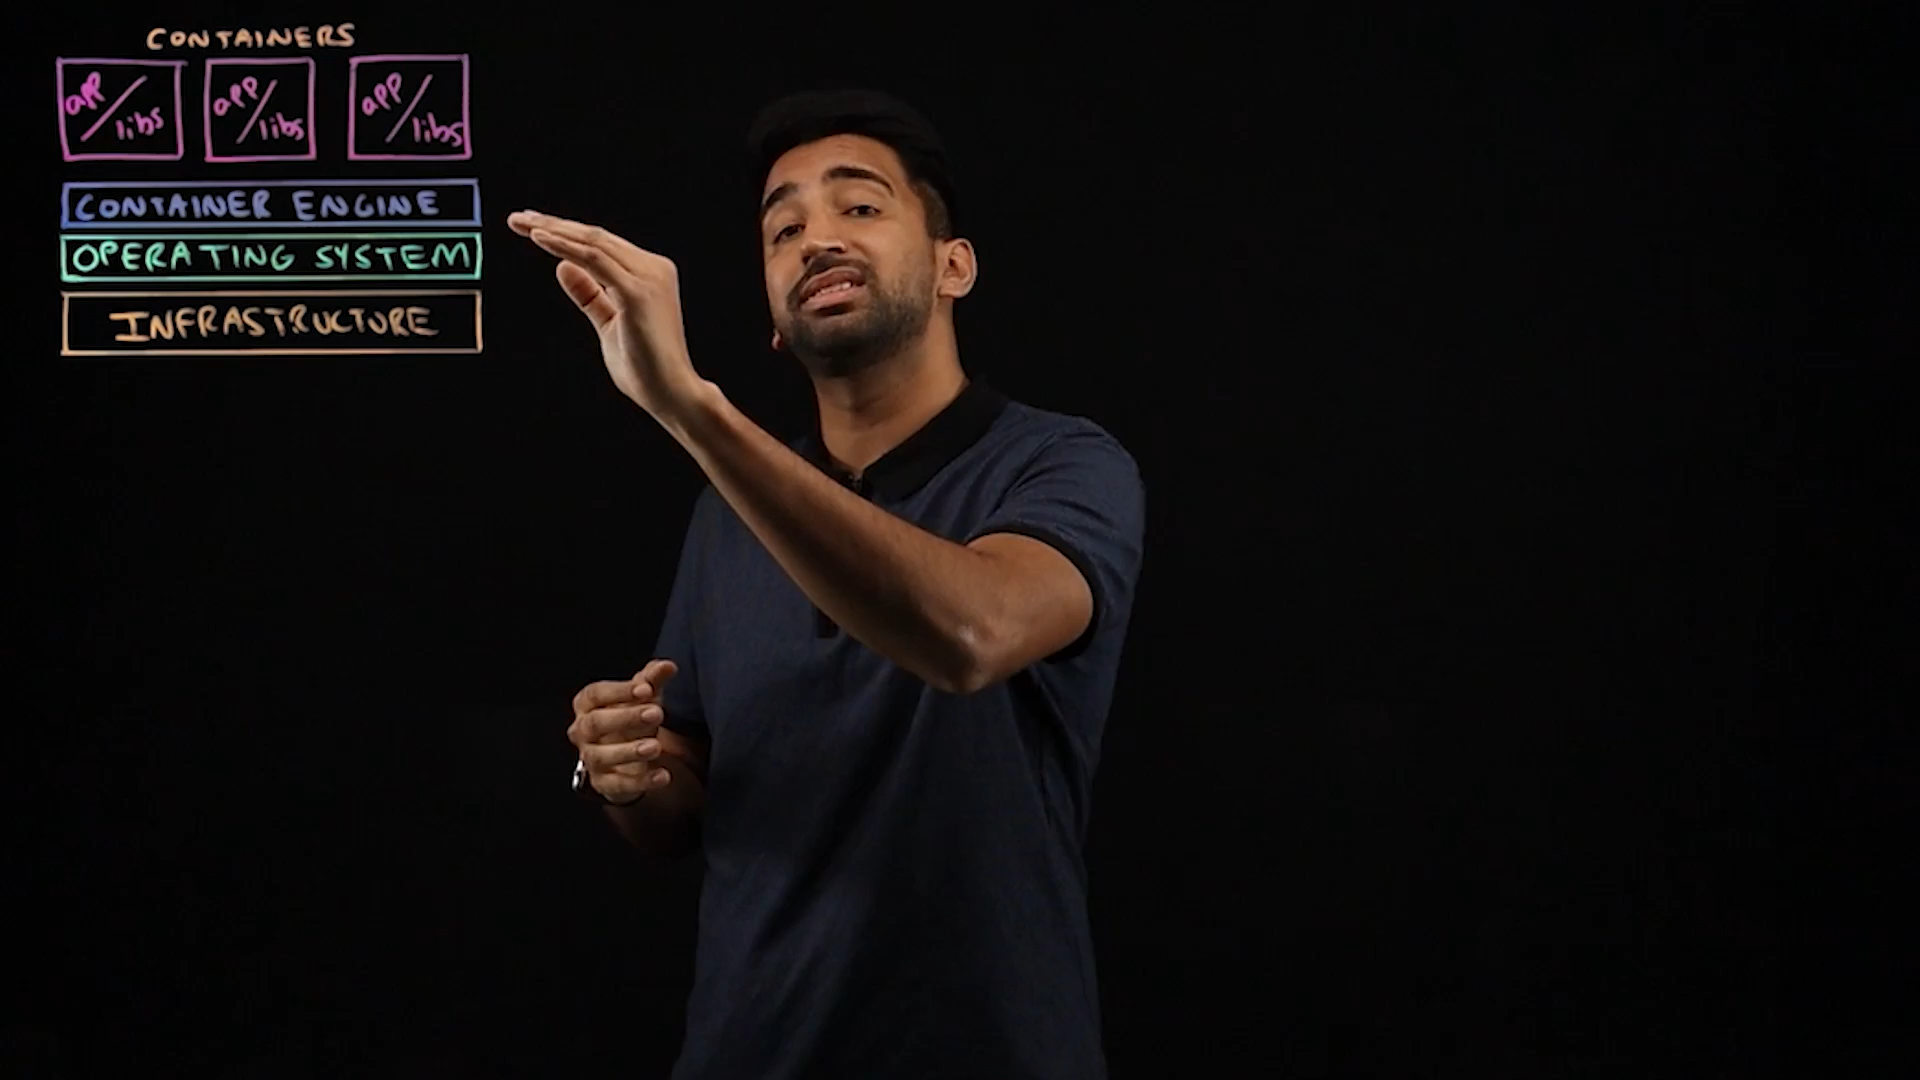 CONTAINERS
app/libs app/libs app/libs
CONTAINER ENGINE
OPERATING SYSTEM
INFRASTRUCTURE